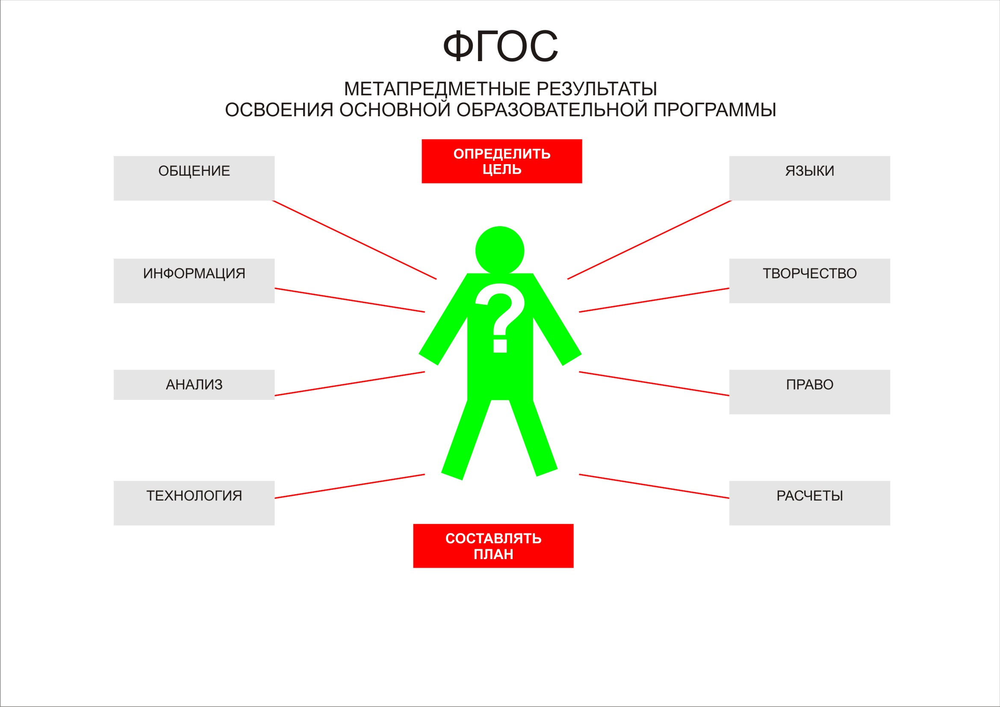 ФГОС
МЕТАПРЕДМЕТНЫЕ РЕЗУЛЬТАТЫ
ОСВОЕНИЯ ОСНОВНОЙ ОБРАЗОВАТЕЛЬНОЙ ПРОГРАММЫ
ОПРЕДЕЛИТЬ
ЦЕЛЬ
ОБЩЕНИЕ
ЯЗЫКИ
ИНФОРМАЦИЯ
ТВОРЧЕСТВО
?
АНАЛИЗ
ПРАВО
ТЕХНОЛОГИЯ
РАСЧЕТЫ
СОСТАВЛЯТЬ
ПЛАН